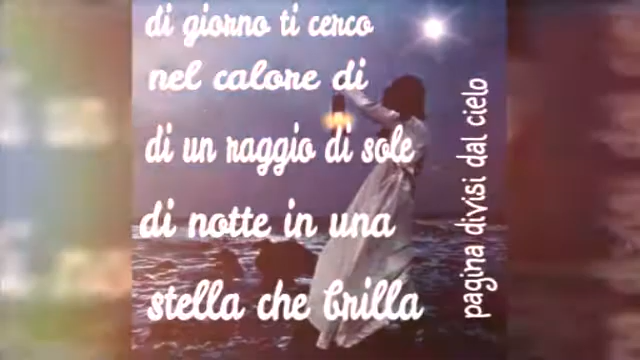 di giorno ti cerco
nel calore di
di un raggio di sole
di notte in una
stella che brilla
pagina divisi dal cielo